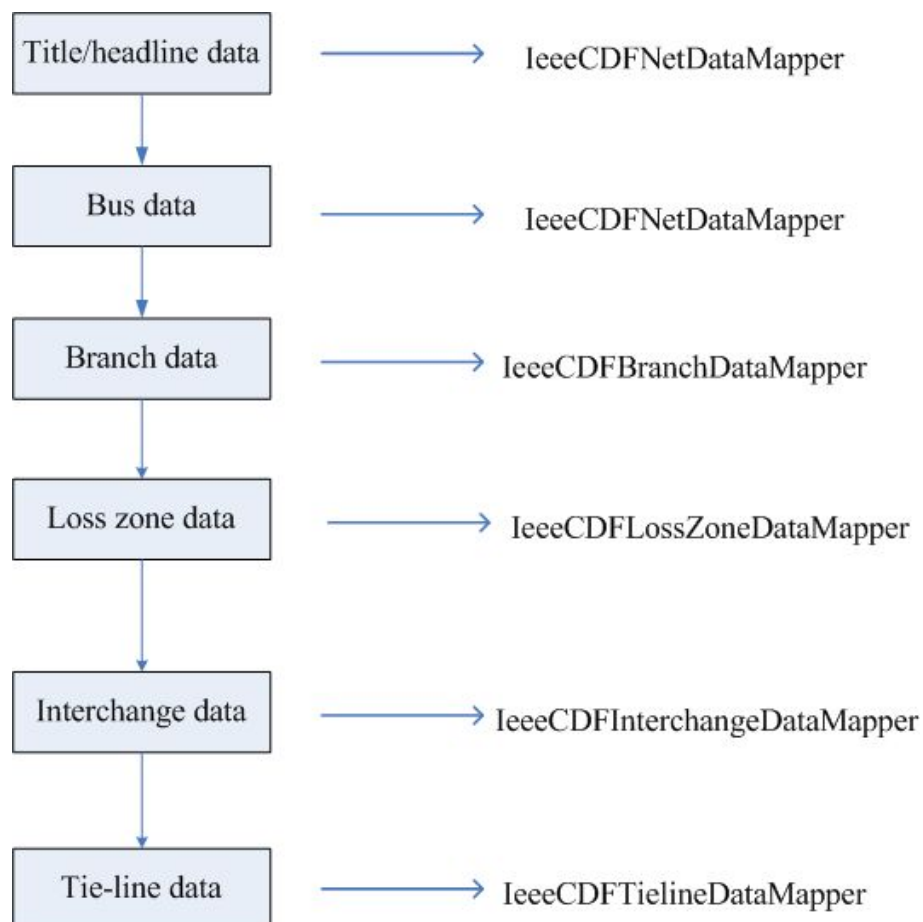 Title/headline data
IeeeCDFNetDataMapper
Bus data
IeeeCDFNetDataMapper
Branch data
IeeeCDFBranchDataMapper
Loss zone data
IeeeCDFLossZoneDataMapper
Interchange data
IeeeCDFInterchangeDataMapper
Tie-line data
IeeeCDFTielineDataMapper